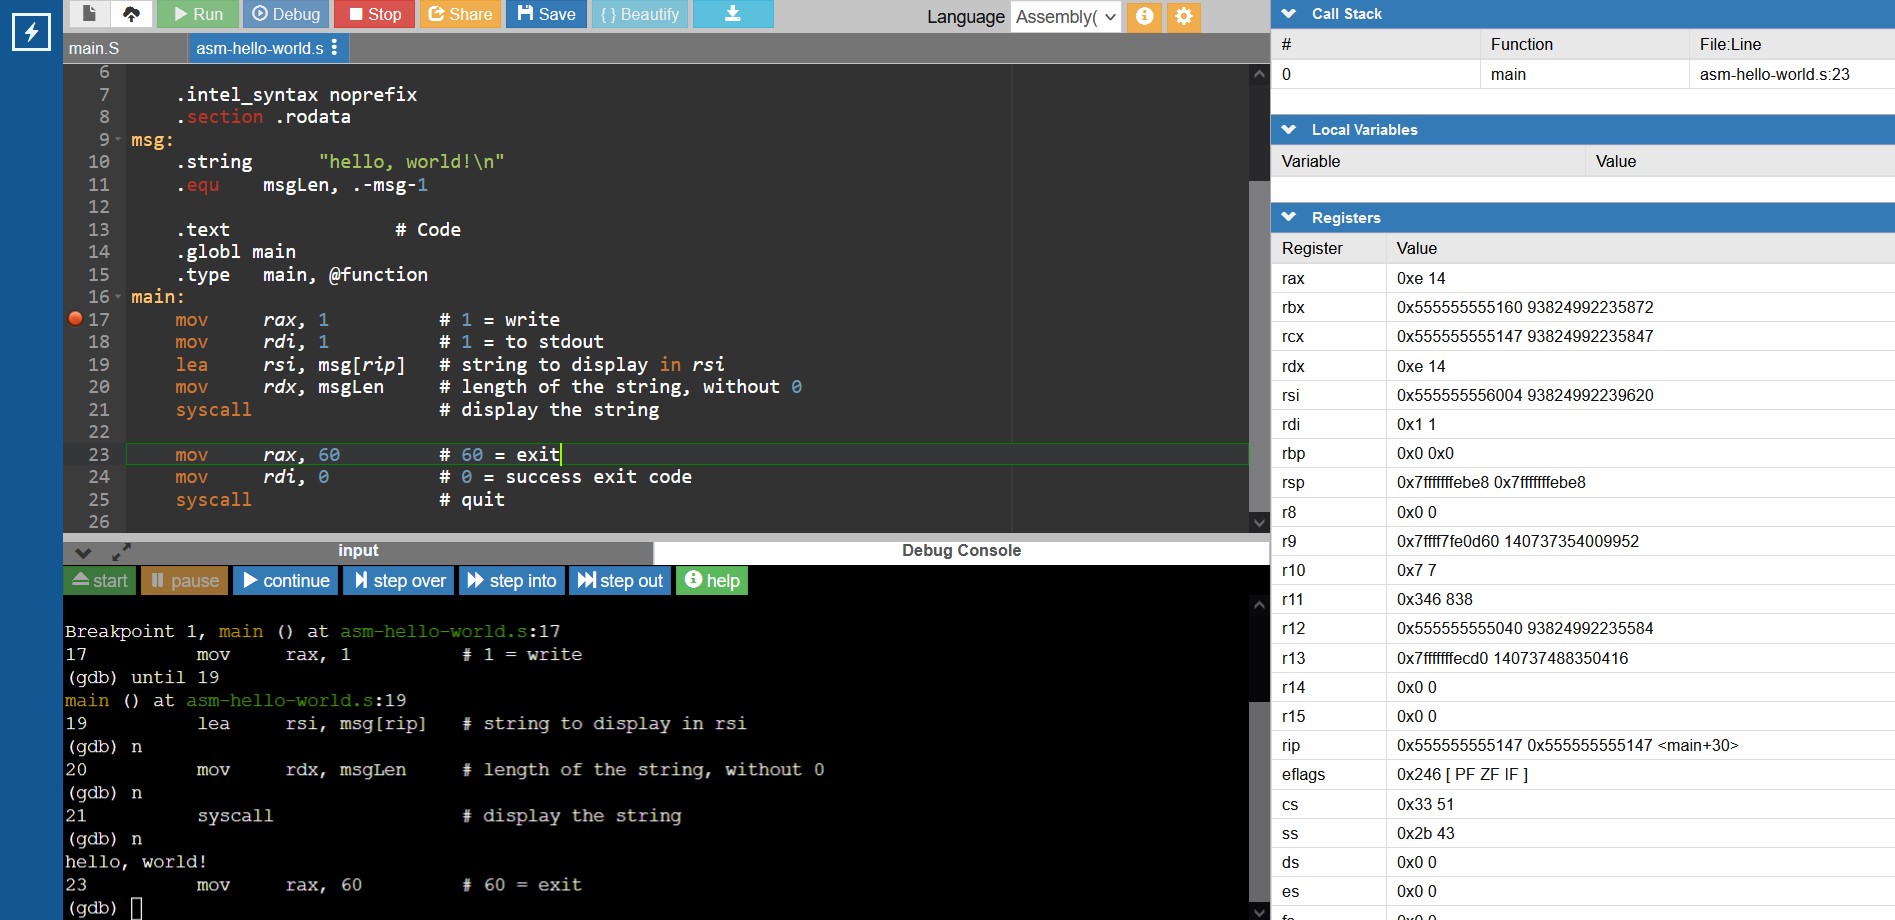 Run Debug Stop Share Save { } Beautify Language Assembly(
main.S asm-hello-world.s
6
7 .intel_syntax noprefix
8 .section .rodata
9 msg:
10 .string "hello, world!\n"
11 .equ msgLen, .-msg-1
12
13 .text # Code
14 .globl main
15 .type main, @function
16 main:
17 mov rax, 1 # 1 = write
18 mov rdi, 1 # 1 = to stdout
19 lea rsi, msg[rip] # string to display in rsi
20 mov rdx, msgLen # length of the string, without 0
21 syscall # display the string
22
23 mov rax, 60 # 60 = exit
24 mov rdi, 0 # 0 = success exit code
25 syscall # quit
26
input Debug Console
start pause continue step over step into step out help
Breakpoint 1, main () at asm-hello-world.s:17
17 mov rax, 1 # 1 = write
(gdb) until 19
main () at asm-hello-world.s:19
19 lea rsi, msg[rip] # string to display in rsi
(gdb) n
20 mov rdx, msgLen # length of the string, without 0
(gdb) n
21 syscall # display the string
(gdb) n
hello, world!
23 mov rax, 60 # 60 = exit
(gdb)
Call Stack
# Function File:Line
0 main asm-hello-world.s:23
Local Variables
Variable Value
Registers
Register Value
rax 0xe 14
rbx 0x555555555160 93824992235872
rcx 0x555555555147 93824992235847
rdx 0xe 14
rsi 0x555555556004 93824992239620
rdi 0x1 1
rbp 0x0 0x0
rsp 0x7fffffffebe8 0x7fffffffebe8
r8 0x0 0
r9 0x7ffff7fe0d60 140737354009952
r10 0x7 7
r11 0x346 838
r12 0x555555555040 93824992235584
r13 0x7fffffffecd0 140737488350416
r14 0x0 0
r15 0x0 0
rip 0x555555555147 0x555555555147 <main+30>
eflags 0x246 [ PF ZF IF ]
cs 0x33 51
ss 0x2b 43
ds 0x0 0
es 0x0 0